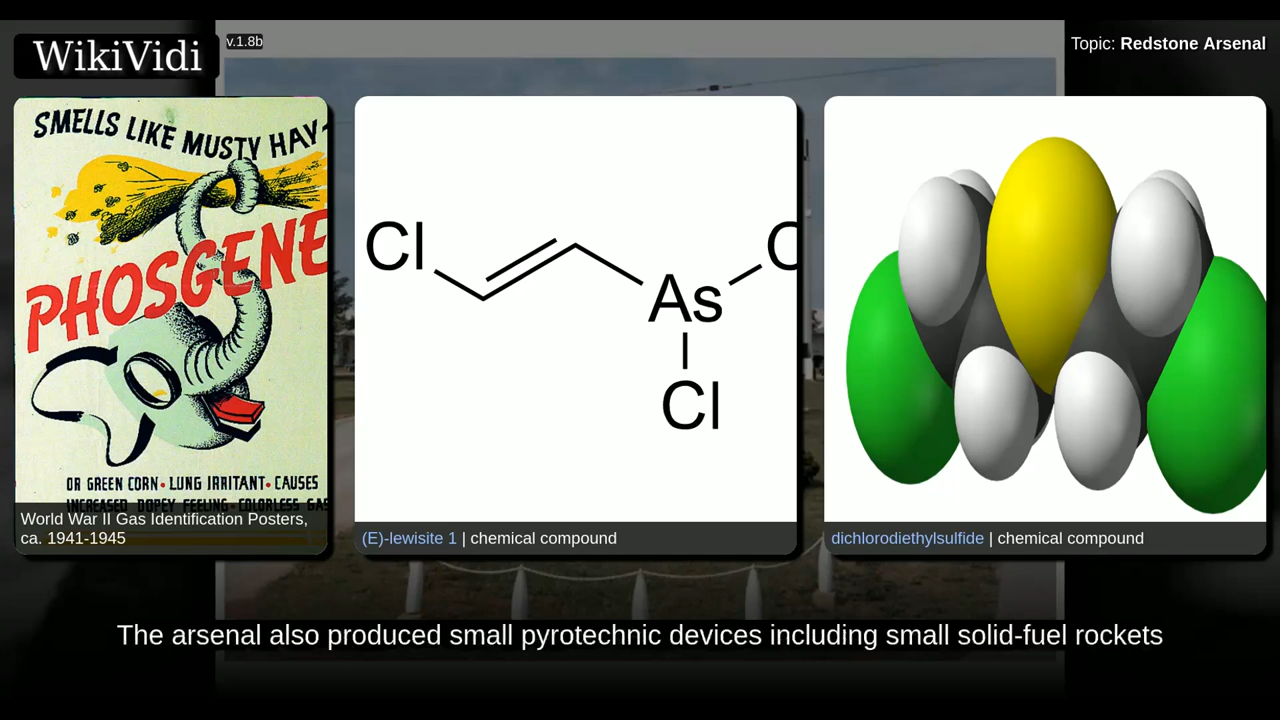 WikiVidi
v.1.8b
Topic: Redstone Arsenal
SMELLS LIKE MUSTY HAY
PHOSGENE
OR GREEN CORN • LUNG IRRITANT • CAUSES
INCREASED DOPEY FEELING • COLORLESS GAS
World War II Gas Identification Posters,
ca. 1941-1945
Cl
As
Cl
(E)-lewisite 1 | chemical compound
dichlorodiethylsulfide | chemical compound
The arsenal also produced small pyrotechnic devices including small solid-fuel rockets